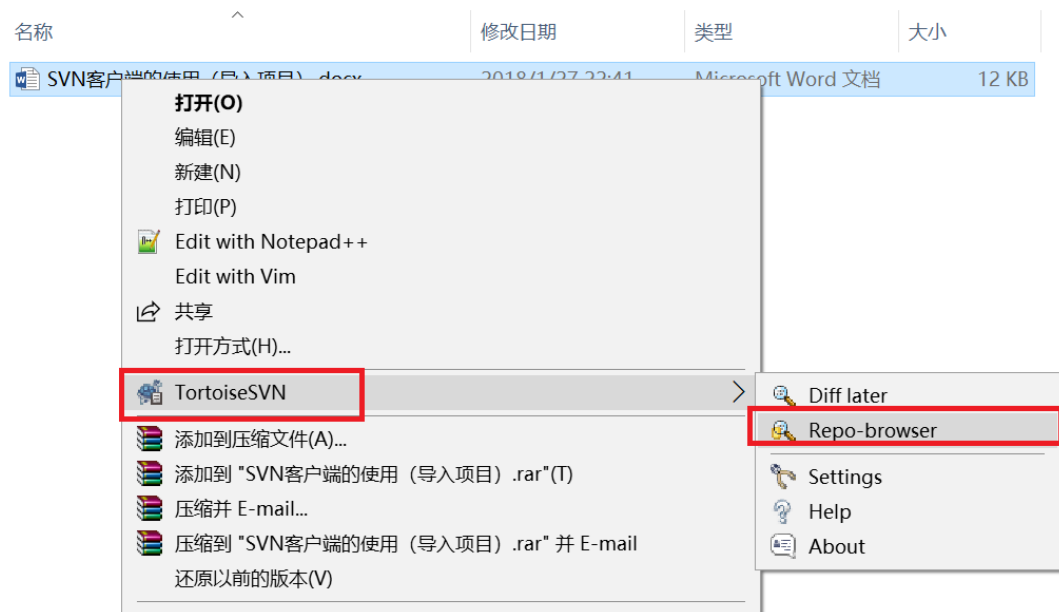 名称 修改日期 类型 大小
SVN客户端的使用（导入项目）.docx 2018/1/27 22:41 Microsoft Word 文档 12 KB
打开(O)
编辑(E)
新建(N)
打印(P)
Edit with Notepad++
Edit with Vim
共享
打开方式(H)...
TortoiseSVN
Diff later
Repo-browser
Settings
Help
About
添加到压缩文件(A)...
添加到 "SVN客户端的使用（导入项目）.rar"(T)
压缩并 E-mail...
压缩到 "SVN客户端的使用（导入项目）.rar" 并 E-mail
还原以前的版本(V)